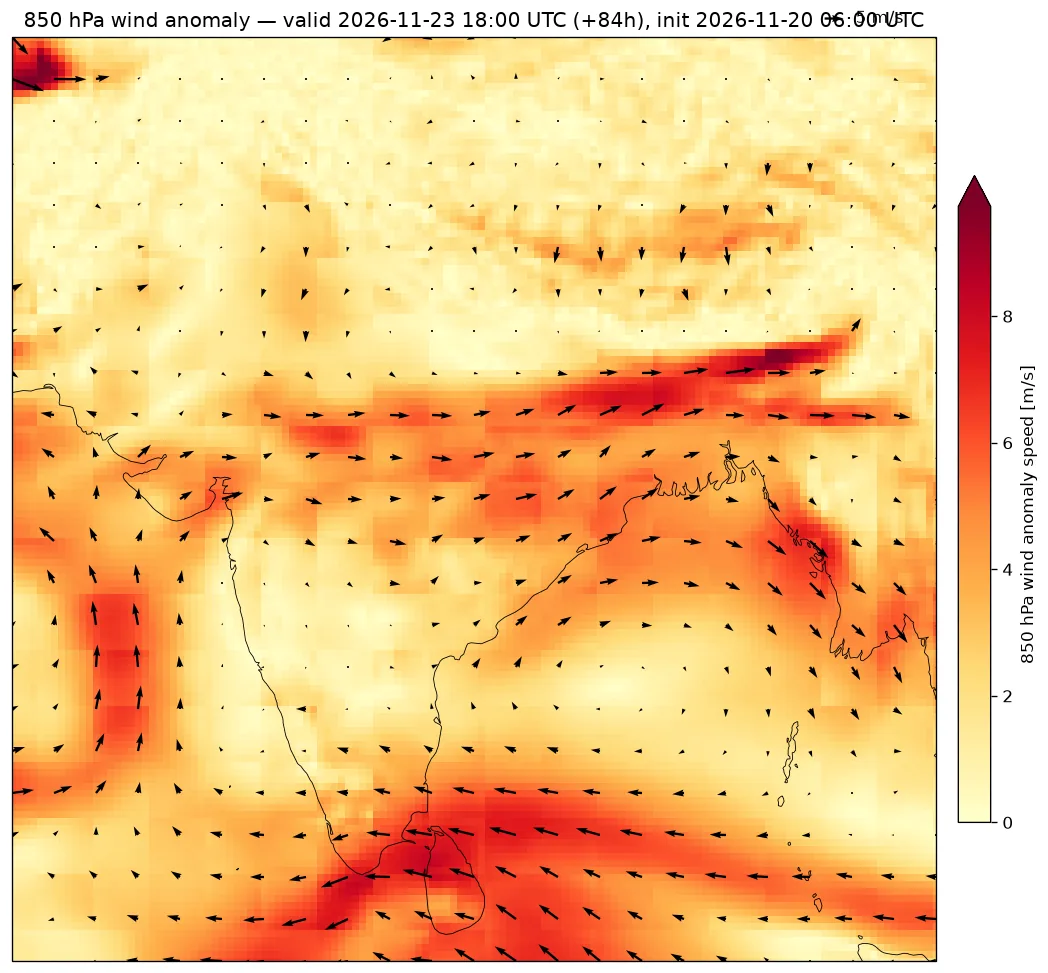 850 hPa wind anomaly — valid 2026-11-23 18:00 UTC (+84h), init 2026-11-20 06:00 UTC
5 m/s
8
6
4
2
0
850 hPa wind anomaly speed [m/s]